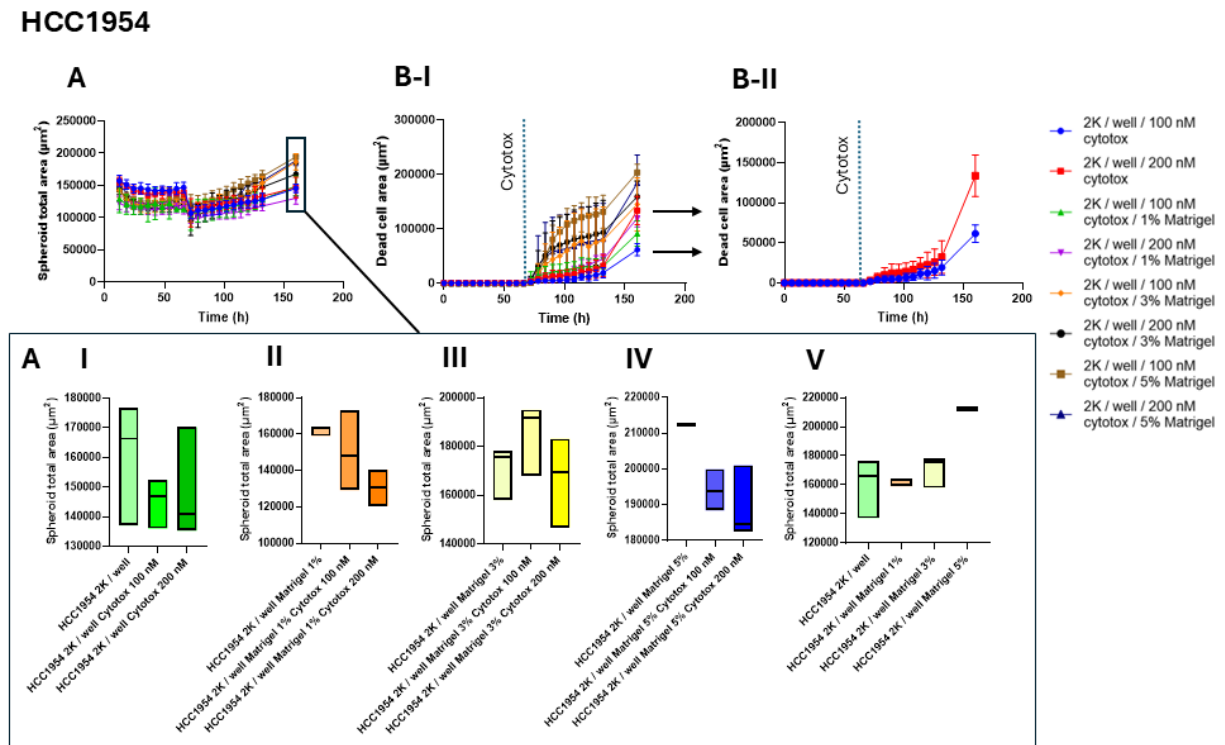 HCC1954
A
B-I
B-II
250000
200000
150000
100000
50000
0
Spheroid total area (µm²)
0
50
100
150
200
Time (h)
300000
200000
100000
0
Dead cell area (µm²)
Cytotox
0
50
100
150
200
Time (h)
200000
150000
100000
50000
0
Dead cell area (µm²)
Cytotox
0
50
100
150
200
Time (h)
2K / well / 100 nM
cytotox
2K / well / 200 nM
cytotox
2K / well / 100 nM
cytotox / 1% Matrigel
2K / well / 200 nM
cytotox / 1% Matrigel
2K / well / 100 nM
cytotox / 3% Matrigel
2K / well / 200 nM
cytotox / 3% Matrigel
2K / well / 100 nM
cytotox / 5% Matrigel
2K / well / 200 nM
cytotox / 5% Matrigel
A
I
180000
170000
160000
150000
140000
130000
Spheroid total area (µm²)
HCC1954 2K / well
HCC1954 2K / well Cytotox 100 nM
HCC1954 2K / well Cytotox 200 nM
II
180000
160000
140000
120000
100000
Spheroid total area (µm²)
HCC1954 2K / well Matrigel 1%
HCC1954 2K / well Matrigel 1% Cytotox 100 nM
HCC1954 2K / well Matrigel 1% Cytotox 200 nM
III
200000
180000
160000
140000
Spheroid total area (µm²)
HCC1954 2K / well Matrigel 3%
HCC1954 2K / well Matrigel 3% Cytotox 100 nM
HCC1954 2K / well Matrigel 3% Cytotox 200 nM
IV
220000
210000
200000
190000
180000
Spheroid total area (µm²)
HCC1954 2K / well Matrigel 5%
HCC1954 2K / well Matrigel 5% Cytotox 100 nM
HCC1954 2K / well Matrigel 5% Cytotox 200 nM
V
220000
200000
180000
160000
140000
120000
Spheroid total area (µm²)
HCC1954 2K / well
HCC1954 2K / well Matrigel 1%
HCC1954 2K / well Matrigel 3%
HCC1954 2K / well Matrigel 5%